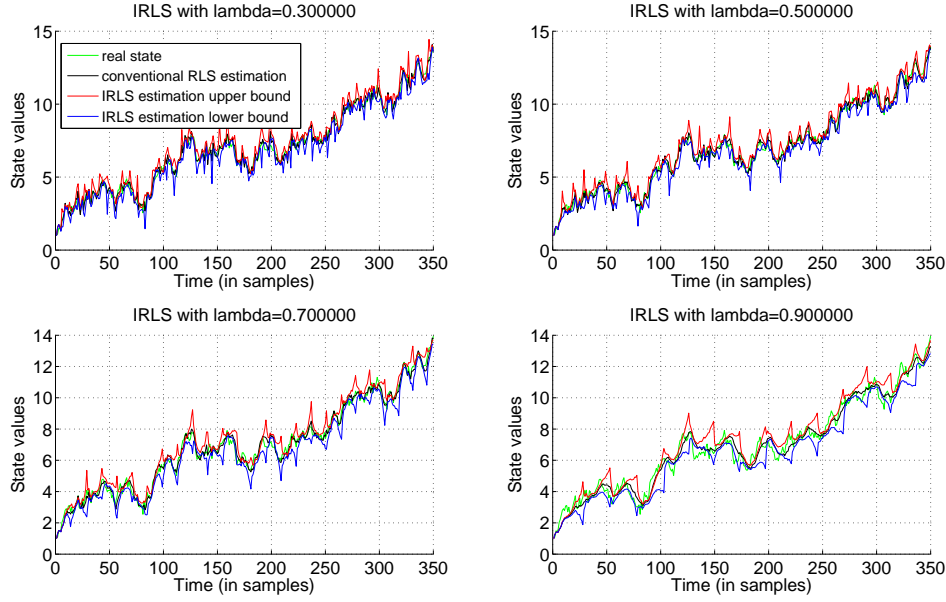 IRLS with lambda=0.300000
15
10
5
0
State values
real state
conventional RLS estimation
IRLS estimation upper bound
IRLS estimation lower bound
0 50 100 150 200 250 300 350
Time (in samples)
IRLS with lambda=0.500000
15
10
5
0
State values
0 50 100 150 200 250 300 350
Time (in samples)
IRLS with lambda=0.700000
14
12
10
8
6
4
2
0
State values
0 50 100 150 200 250 300 350
Time (in samples)
IRLS with lambda=0.900000
14
12
10
8
6
4
2
0
State values
0 50 100 150 200 250 300 350
Time (in samples)